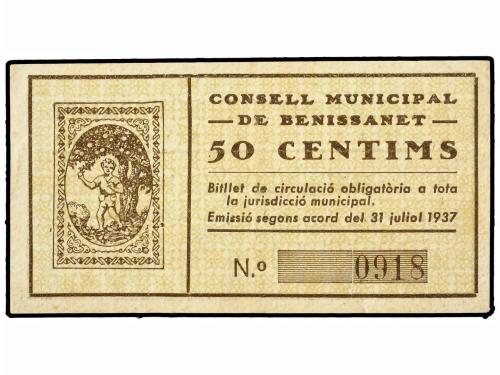 CONSELL MUNICIPAL
— DE BENISSANET —
50 CENTIMS
Bitllet de circulació obligatòria a tota
la jurisdicció municipal.
Emissió segons acord del 31 juliol 1937
N.º 0918